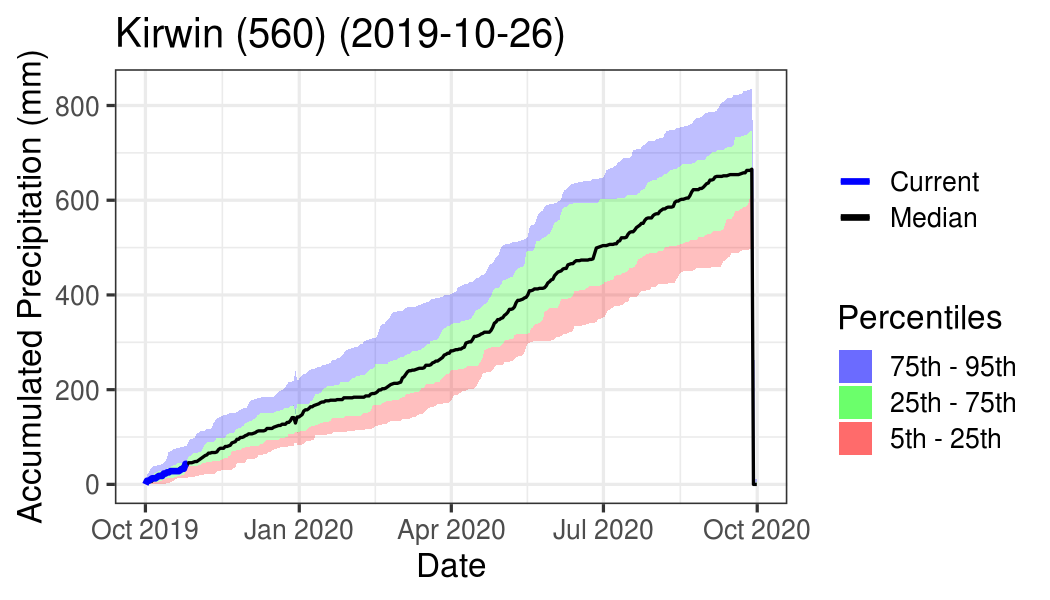 Kirwin (560) (2019-10-26)
Accumulated Precipitation (mm)
800
600
400
200
0
Oct 2019
Jan 2020
Apr 2020
Jul 2020
Oct 2020
Date
Current
Median
Percentiles
75th - 95th
25th - 75th
5th - 25th